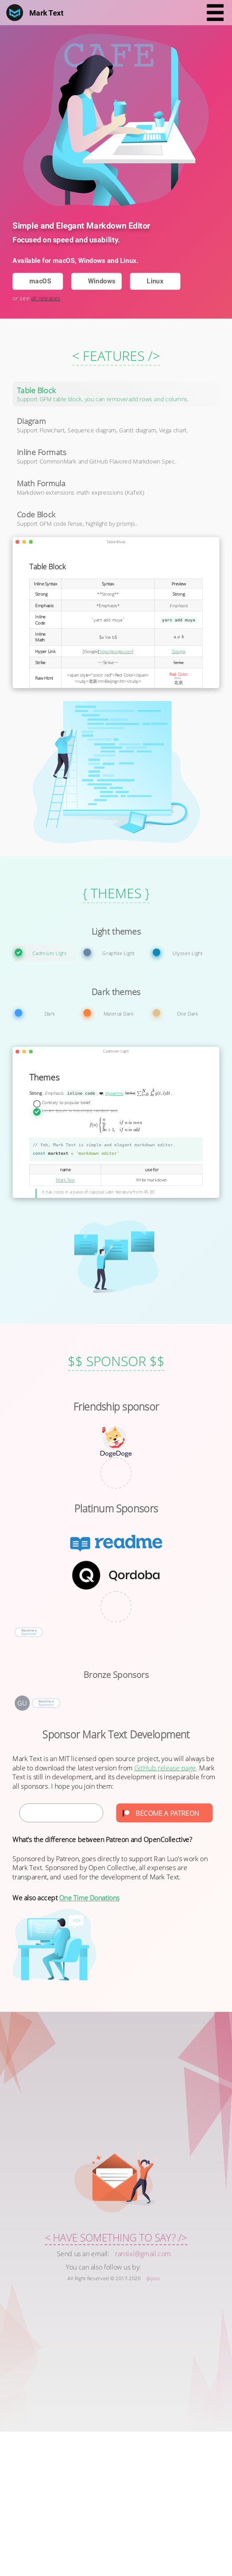 Mark Text
CAFE
Simple and Elegant Markdown Editor
Focused on speed and usability.
Available for macOS, Windows and Linux.
macOS
Windows
Linux
or see all releases
< FEATURES />
Table Block
Support GFM table block, you can remove/add rows and columns.
Diagram
Support Flowchart, Sequence diagram, Gantt diagram, Vega chart.
Inline Formats
Support CommonMark and GitHub Flavored Markdown Spec.
Math Formula
Markdown extensions: math expressions (KaTeX)
Code Block
Support GFM code fense, highlight by prismjs.
Table Block
Table Block
Inline Syntax Syntax Preview
Strong **Strong** Strong
Emphasis *Emphasis* Emphasis
Inline Code `yarn add muya` yarn add muya
Inline Math
Hyper Link [Google](https://google.com) Google
Strike ~~Strike~~ Strike
Raw Html
Red Color
北京
{ THEMES }
Light themes
Cadmium Light
Graphite Light
Ulysses Light
Dark themes
Dark
Material Dark
One Dark
Cadmium Light
Themes
Strong Emphasis inline code
// Yeh, Mark Text is simple and elegant markdown editor.
const marktext = 'markdown editor'
name use for
Mark Text Write markdown
It has roots in a piece of classical Latin literature from 45 BC
$$ SPONSOR $$
Friendship sponsor
DogeDoge
Platinum Sponsors
readme
Qordoba
Become a
Bronze Sponsors
GU
Become a
Sponsor Mark Text Development
Mark Text is an MIT licensed open source project, you will always be
able to download the latest version from GitHub release page. Mark
Text is still in development, and its development is inseparable from
all sponsors. I hope you join them:
BECOME A PATREON
What's the difference between Patreon and OpenCollective?
Sponsored by Patreon, goes directly to support Ran Luo's work on
Mark Text. Sponsored by Open Collective, all expenses are
transparent, and used for the development of Mark Text.
We also accept One Time Donations
< HAVE SOMETHING TO SAY? />
Send us an email: ransixi@gmail.com
You can also follow us by:
All Right Reserved © 2017-2020 @Jocs